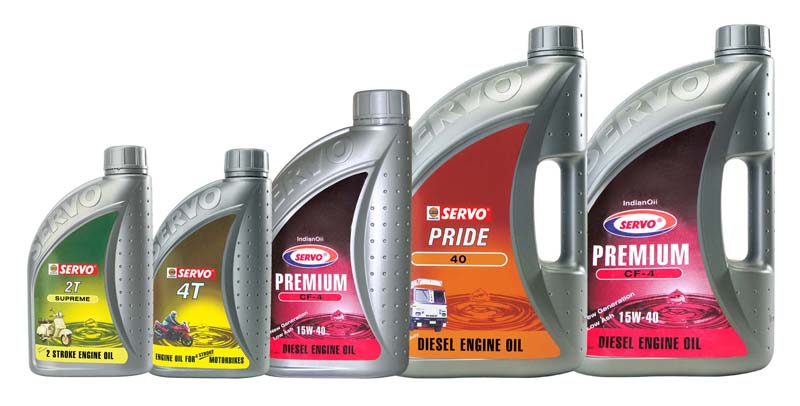 SERVO
SERVO
2T
SUPREME
2 STROKE ENGINE OIL
SERVO
SERVO
4T
ENGINE OIL FOR 4 STROKE MOTORBIKES
SERVO
IndianOil
SERVO
PREMIUM
CF-4
New Generation
Low Ash
15W-40
DIESEL ENGINE OIL
SERVO
SERVO
PRIDE
40
DIESEL ENGINE OIL
SERVO
IndianOil
SERVO
PREMIUM
CF-4
New Generation
Low Ash
15W-40
DIESEL ENGINE OIL